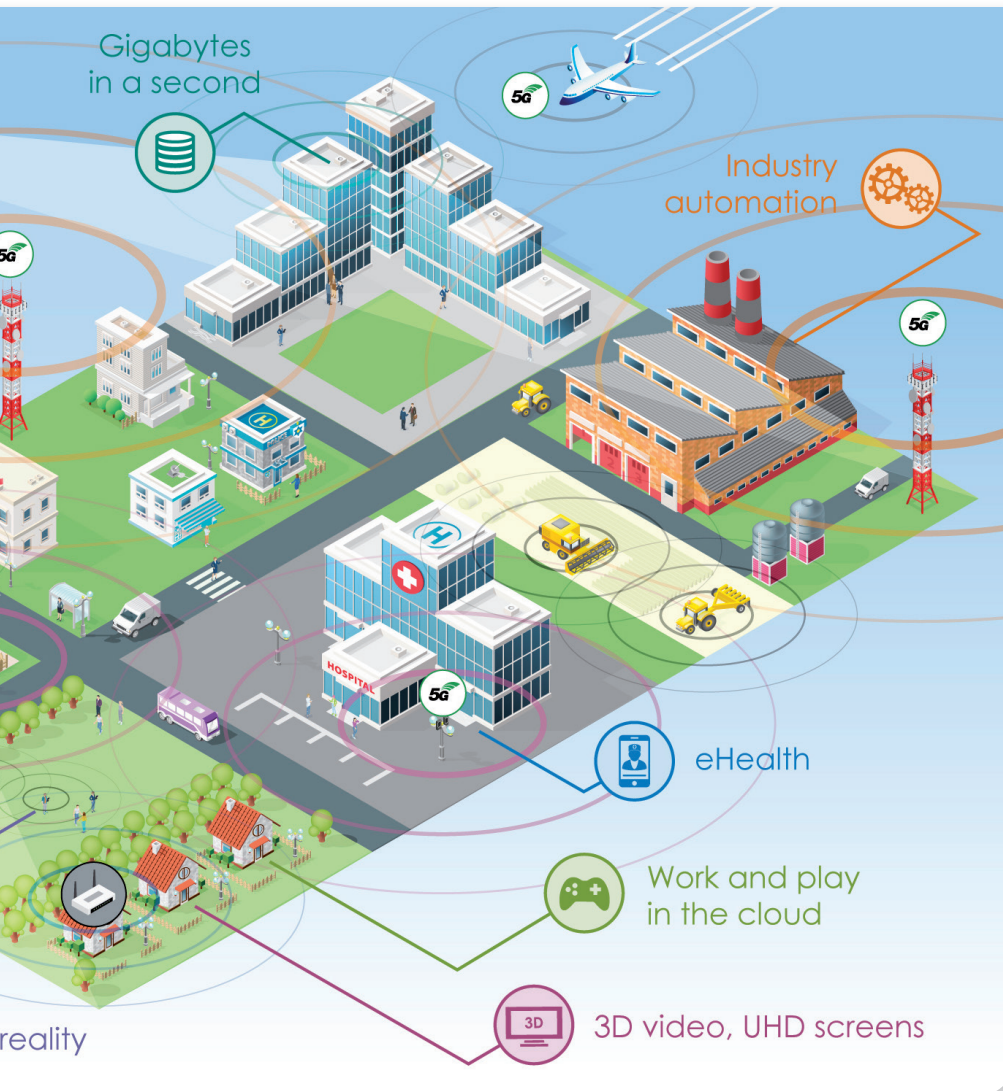 Gigabytes
in a second
5G
Industry
automation
5G
5G
H
H
HOSPITAL
5G
eHealth
Work and play
in the cloud
3D
3D video, UHD screens
reality